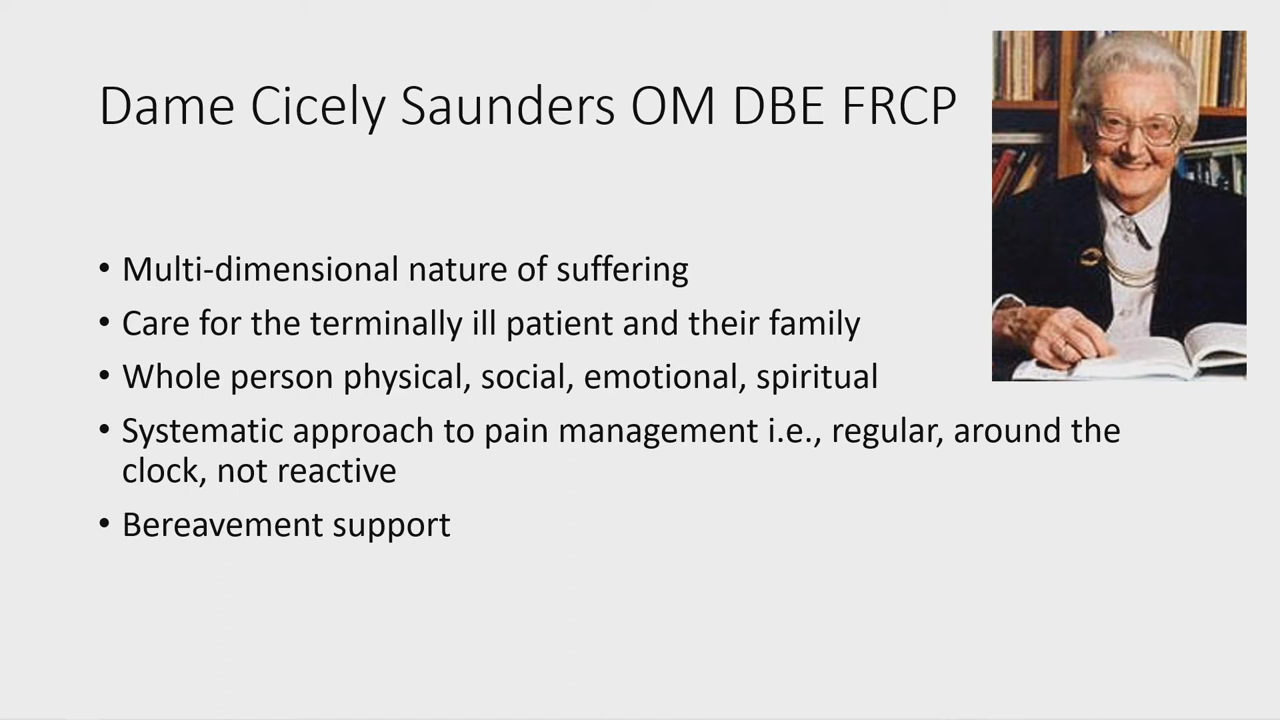 Dame Cicely Saunders OM DBE FRCP
• Multi-dimensional nature of suffering
• Care for the terminally ill patient and their family
• Whole person physical, social, emotional, spiritual
• Systematic approach to pain management i.e., regular, around the
clock, not reactive
• Bereavement support